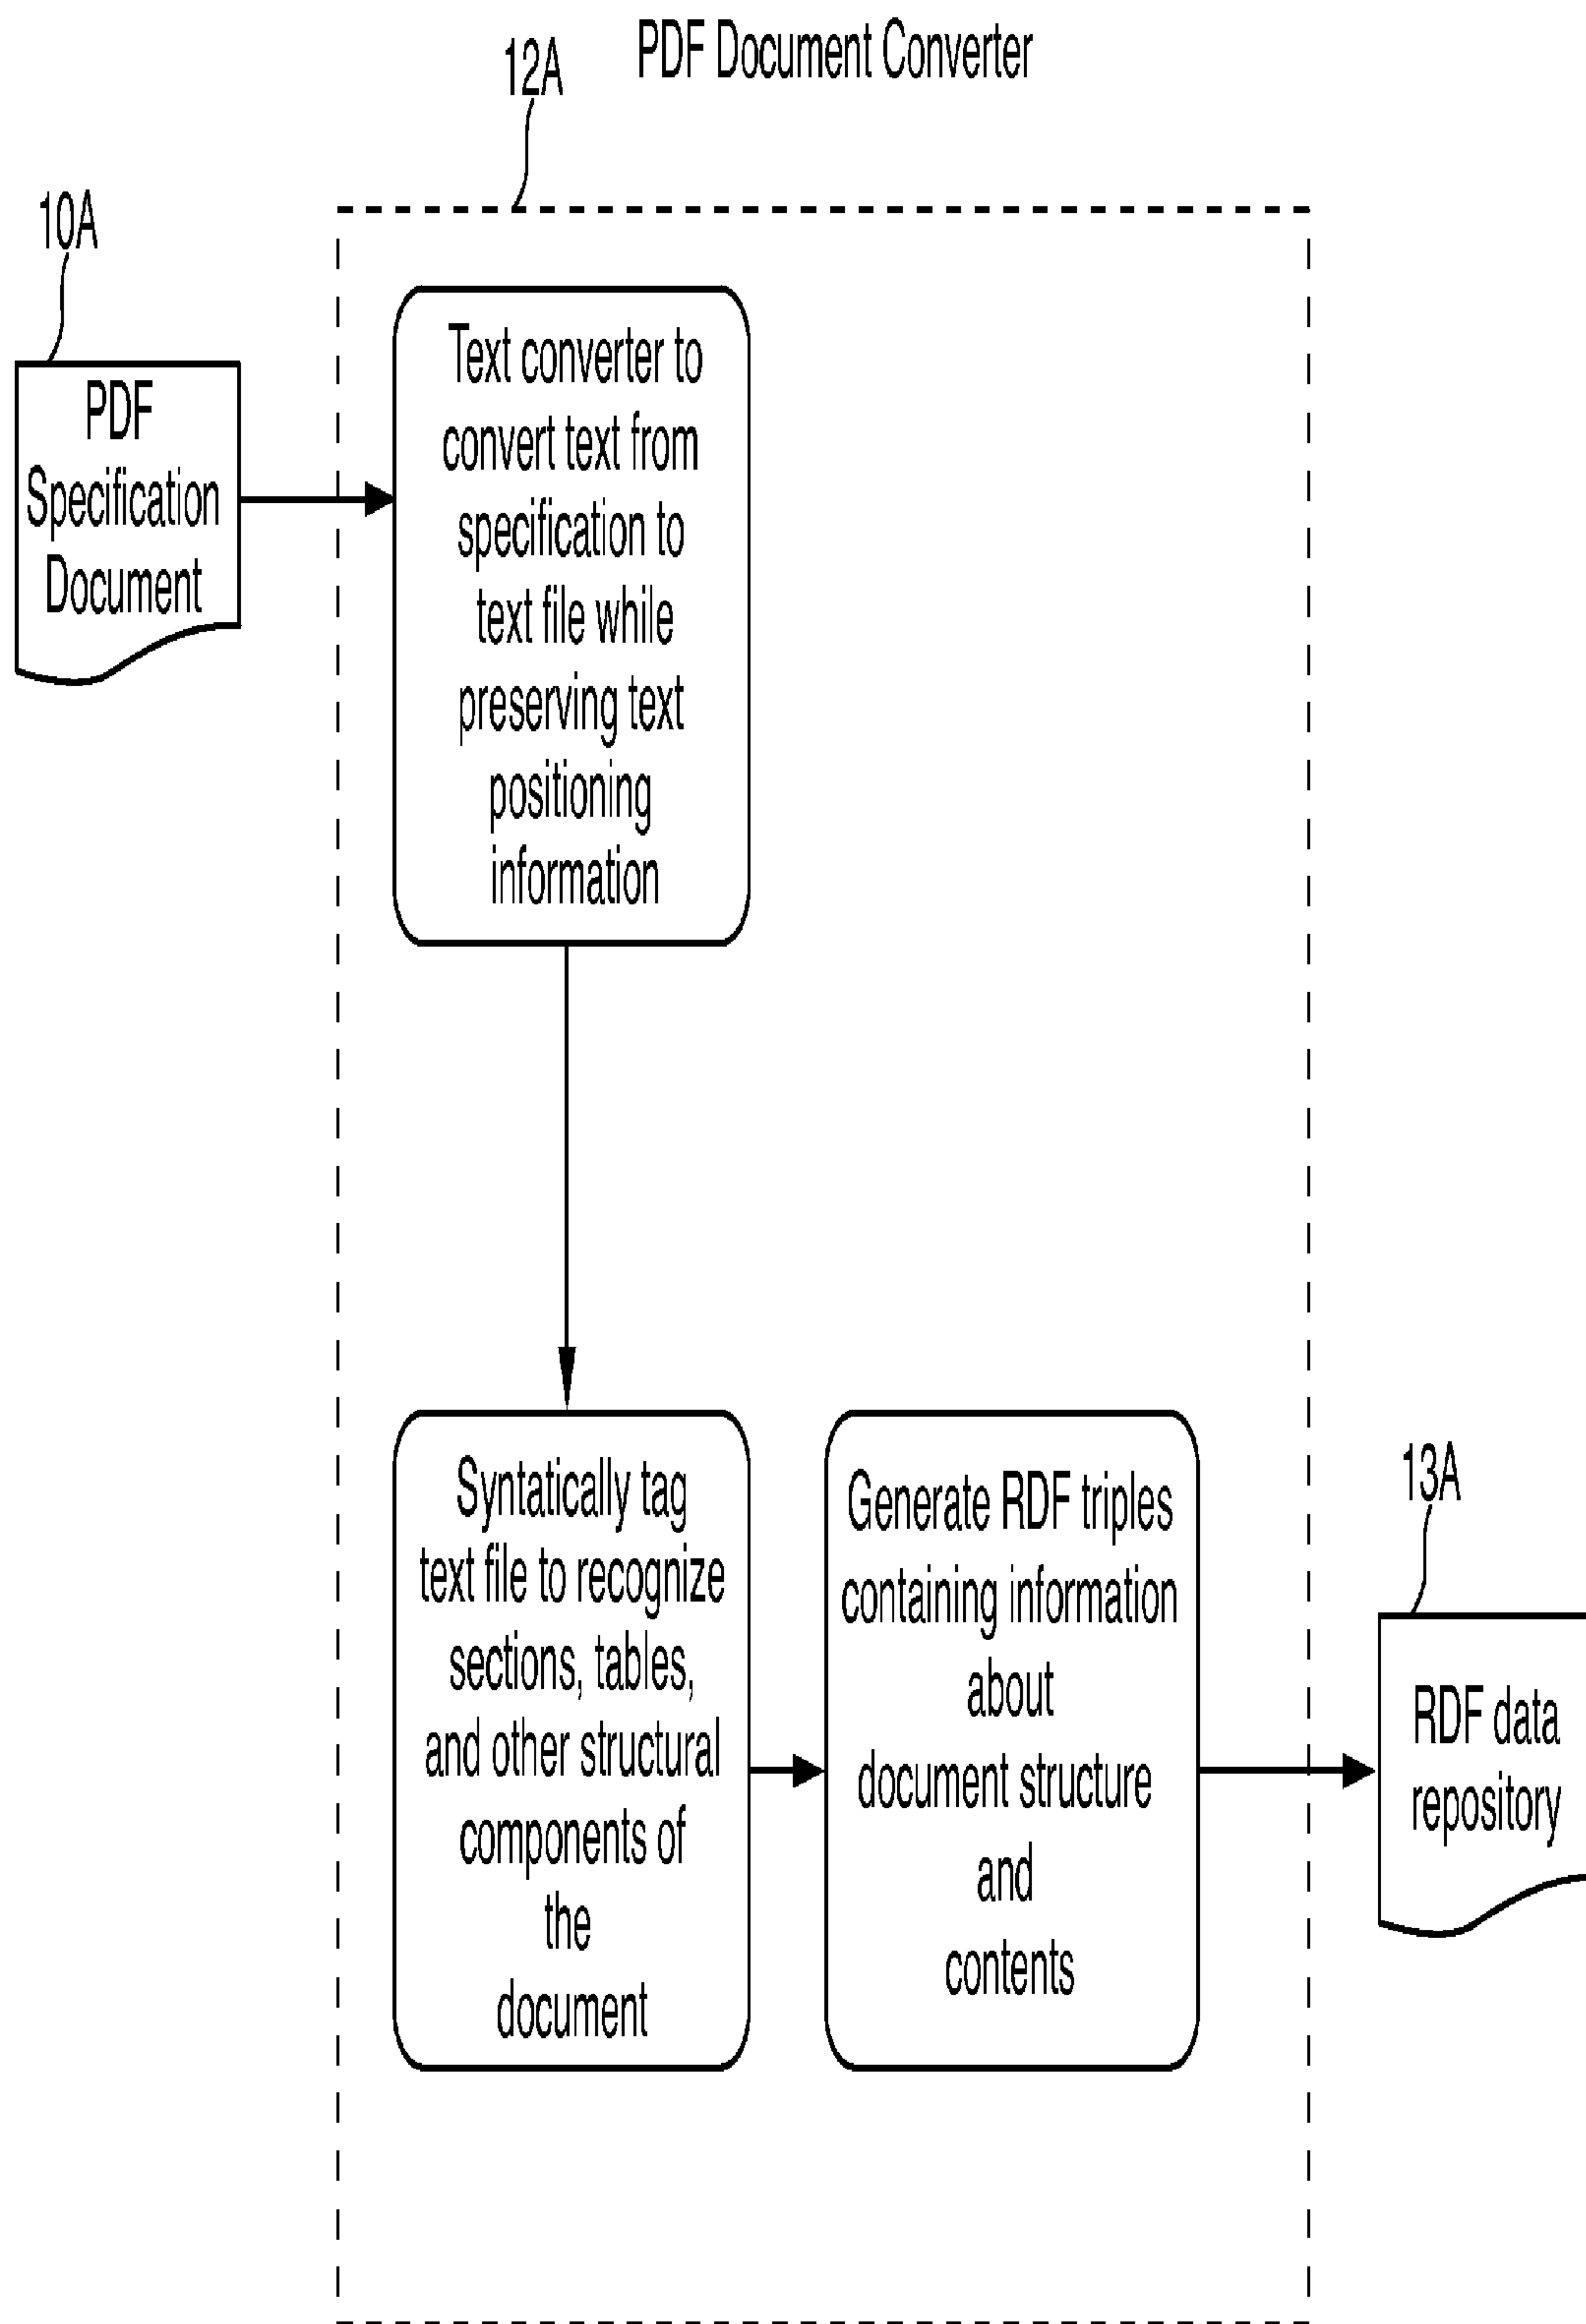 PDF Document Converter
12A
10A
PDF
Specification
Document
Text converter to
convert text from
specification to
text file while
preserving text
positioning
information
Syntatically tag
text file to recognize
sections, tables,
and other structural
components of
the
document
Generate RDF triples
containing information
about
document structure
and
contents
13A
RDF data
repository